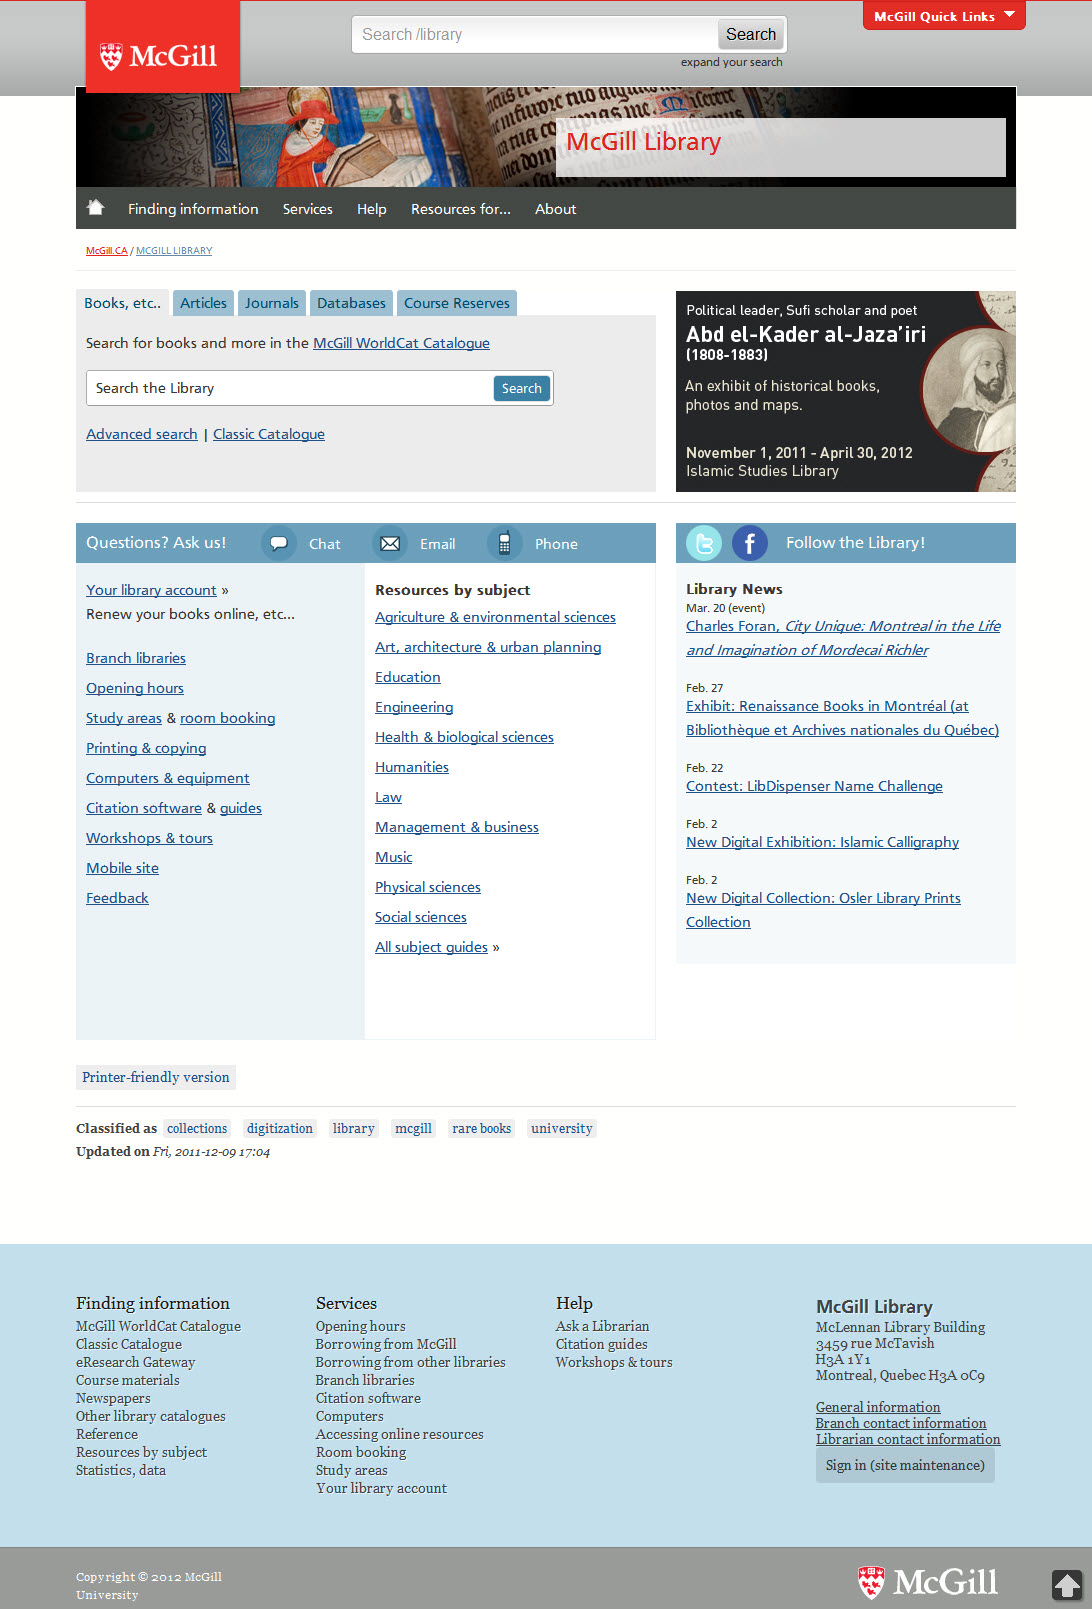 McGill Quick Links
McGill
Search /library
Search
expand your search
McGill Library
Finding information
Services
Help
Resources for...
About
McGill.CA / MCGILL LIBRARY
Books, etc..
Articles
Journals
Databases
Course Reserves
Search for books and more in the McGill WorldCat Catalogue
Search the Library
Search
Advanced search | Classic Catalogue
Political leader, Sufi scholar and poet
Abd el-Kader al-Jaza'iri
(1808-1883)
An exhibit of historical books,
photos and maps.
November 1, 2011 - April 30, 2012
Islamic Studies Library
Questions? Ask us!
Chat
Email
Phone
Your library account »
Renew your books online, etc...
Branch libraries
Opening hours
Study areas & room booking
Printing & copying
Computers & equipment
Citation software & guides
Workshops & tours
Mobile site
Feedback
Resources by subject
Agriculture & environmental sciences
Art, architecture & urban planning
Education
Engineering
Health & biological sciences
Humanities
Law
Management & business
Music
Physical sciences
Social sciences
All subject guides »
Follow the Library!
Library News
Mar. 20 (event)
Charles Foran, City Unique: Montreal in the Life
and Imagination of Mordecai Richler
Feb. 27
Exhibit: Renaissance Books in Montréal (at
Bibliothèque et Archives nationales du Québec)
Feb. 22
Contest: LibDispenser Name Challenge
Feb. 2
New Digital Exhibition: Islamic Calligraphy
Feb. 2
New Digital Collection: Osler Library Prints
Collection
Printer-friendly version
Classified as collections digitization library mcgill rare books university
Updated on Fri, 2011-12-09 17:04
Finding information
McGill WorldCat Catalogue
Classic Catalogue
eResearch Gateway
Course materials
Newspapers
Other library catalogues
Reference
Resources by subject
Statistics, data
Services
Opening hours
Borrowing from McGill
Borrowing from other libraries
Branch libraries
Citation software
Computers
Accessing online resources
Room booking
Study areas
Your library account
Help
Ask a Librarian
Citation guides
Workshops & tours
McGill Library
McLennan Library Building
3459 rue McTavish
H3A 1Y1
Montreal, Quebec H3A 0C9
General information
Branch contact information
Librarian contact information
Sign in (site maintenance)
Copyright © 2012 McGill
University
McGill